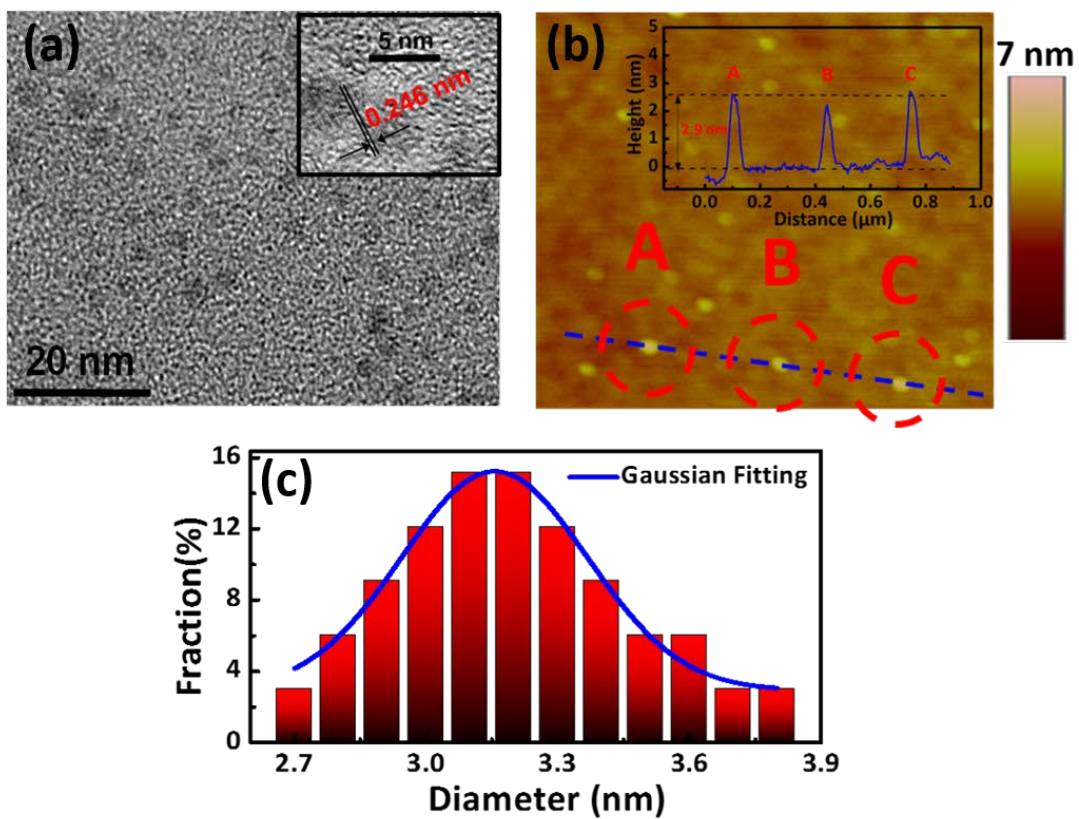 (a)
5 nm
0.246 nm
20 nm
(b)
7 nm
5
4
3
2
1
0
Height (nm)
A B C
2.9 nm
0.0 0.2 0.4 0.6 0.8 1.0
Distance (μm)
A
B
C
(c)
Gaussian Fitting
16
12
8
4
0
Fraction(%)
2.7 3.0 3.3 3.6 3.9
Diameter (nm)